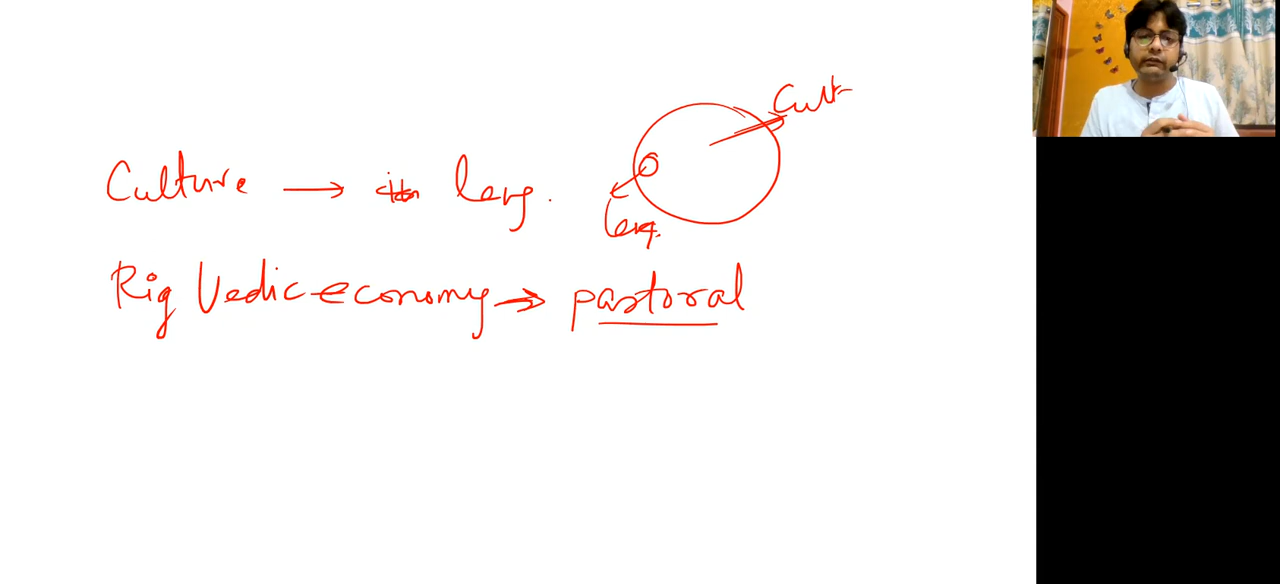 Culture → lang.
Cult
lang.
Rig Vedic economy → pastoral